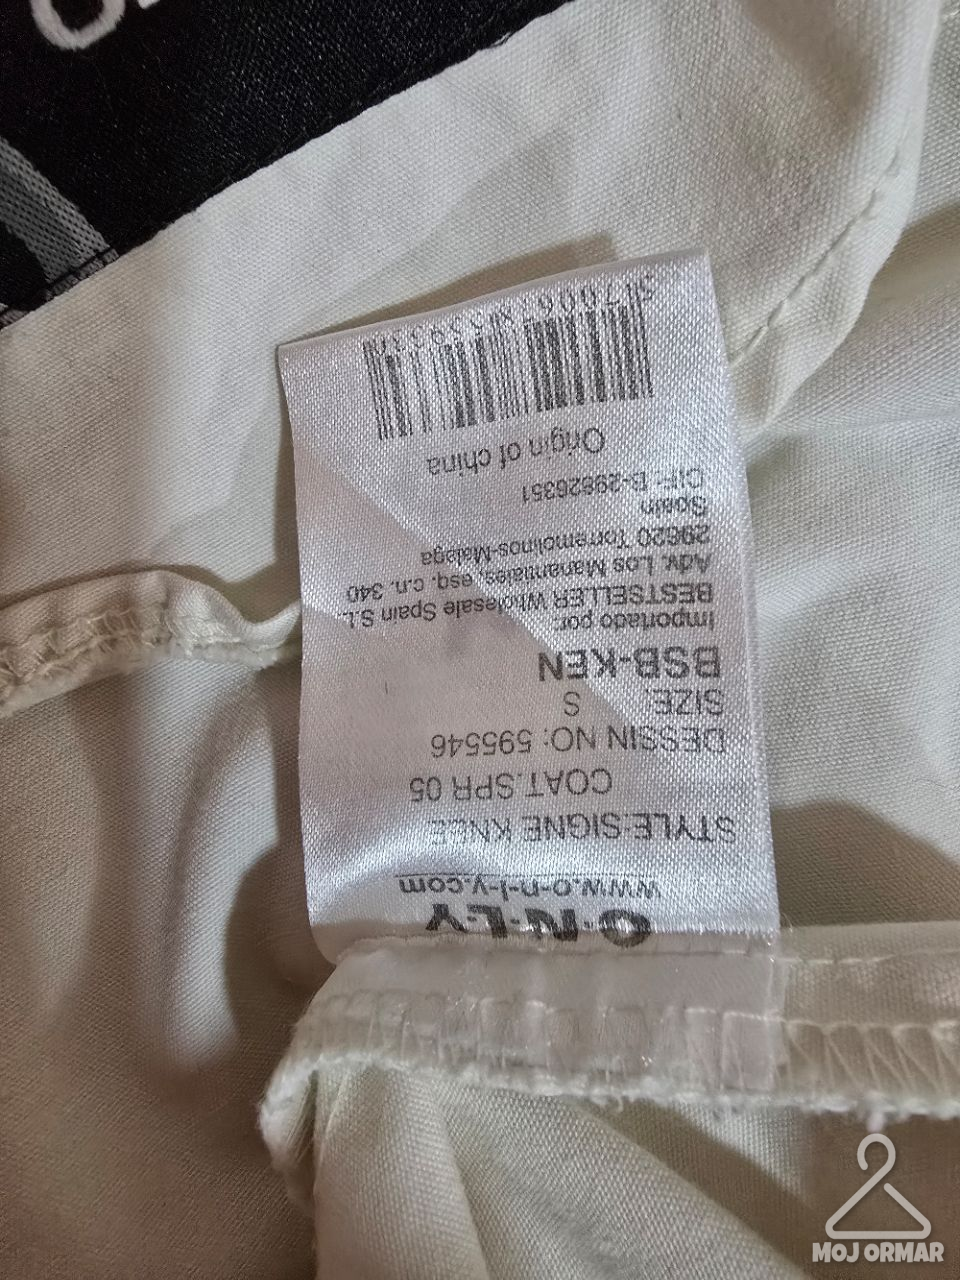 O·N·L·Y
www.o-n-l-y.com
STYLE:SIGNE KNEE
COAT.SPR 05
DESSIN NO: 595546
SIZE: S
BSB-KEN
Importado por:
BESTSELLER Wholesale Spain S.L.
Adv. Los Manantiales, esq. c.n. 340
29620 Torremolinos-Malaga
Spain
CIF: B-29826351
Origin of china
MOJ ORMAR